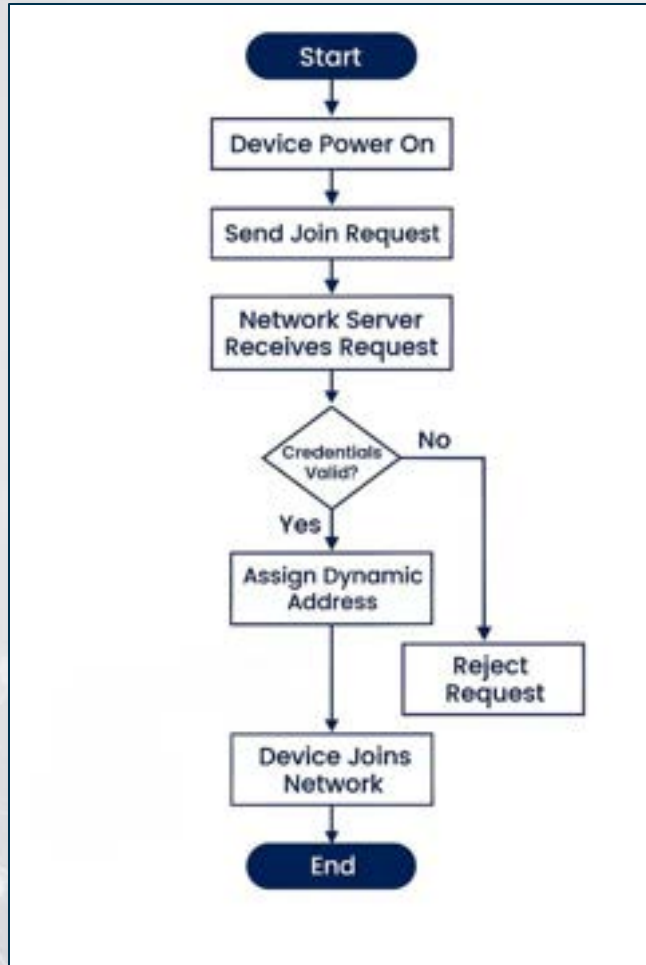 Start
Device Power On
Send Join Request
Network Server
Receives Request
Credentials
Valid?
No
Yes
Assign Dynamic
Address
Reject
Request
Device Joins
Network
End